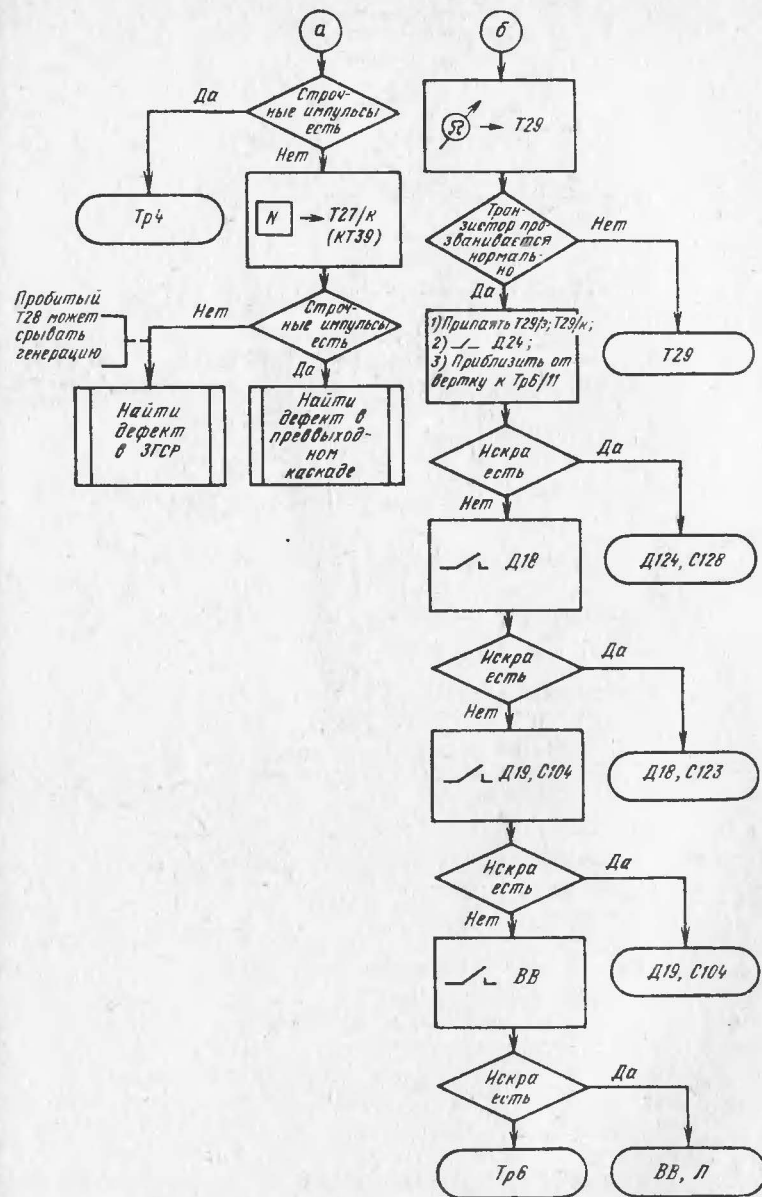 а
Строч-
ные импульсы
есть
Да
Нет
Тр4
N → Т27/к
(КТ39)
Строчные
импульсы
есть
Нет
Да
Пробитый
Т28 может
срывать
генерацию
Найти
дефект
в ЗГСР
Найти
дефект в
преввыход-
ном
каскаде
б
Ω → Т29
Тран-
зистор про-
званивается
нормаль-
но
Нет
Да
Т29
1) Припаять Т29/э; Т29/к;
2) Д24;
3) Приблизить от
вертку к Тр6/11
Искра
есть
Да
Нет
Д124, С128
Д18
Искра
есть
Да
Нет
Д18, С123
Д19, С104
Искра
есть
Да
Нет
Д19, С104
ВВ
Искра
есть
Да
Тр6
ВВ, Л